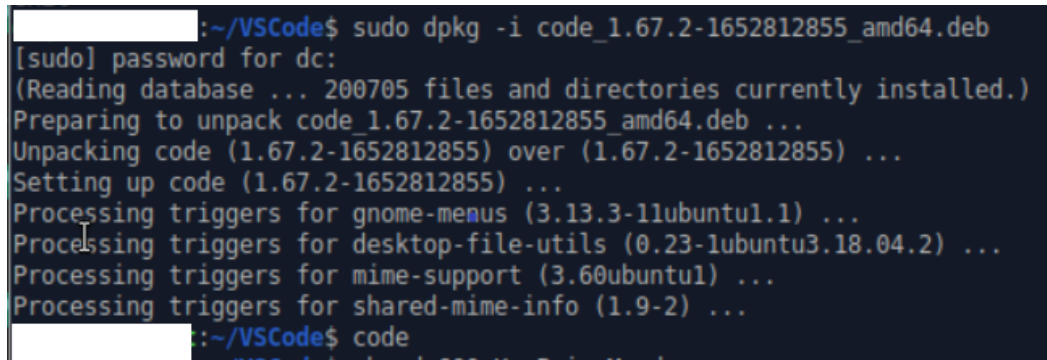 :~/VSCode$ sudo dpkg -i code_1.67.2-1652812855_amd64.deb
[sudo] password for dc:
(Reading database ... 200705 files and directories currently installed.)
Preparing to unpack code_1.67.2-1652812855_amd64.deb ...
Unpacking code (1.67.2-1652812855) over (1.67.2-1652812855) ...
Setting up code (1.67.2-1652812855) ...
Processing triggers for gnome-menus (3.13.3-11ubuntu1.1) ...
Processing triggers for desktop-file-utils (0.23-1ubuntu3.18.04.2) ...
Processing triggers for mime-support (3.60ubuntu1) ...
Processing triggers for shared-mime-info (1.9-2) ...
:~/VSCode$ code